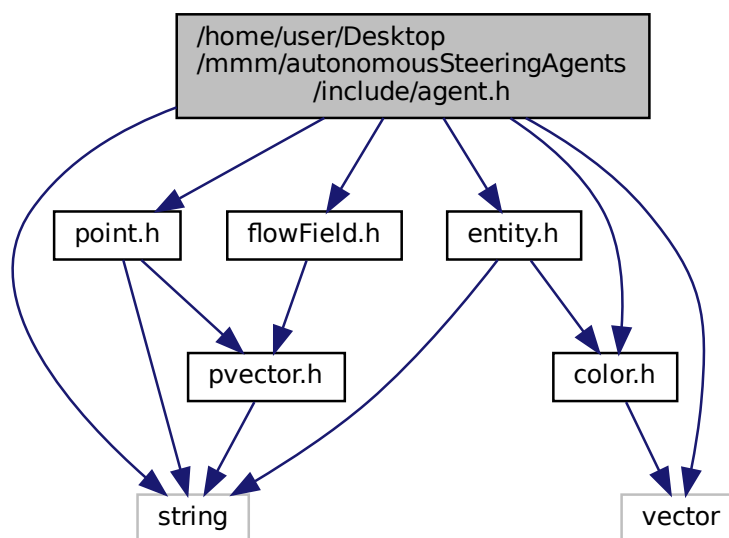 /home/user/Desktop
/mmm/autonomousSteeringAgents
/include/agent.h
point.h
flowField.h
entity.h
pvector.h
color.h
string
vector